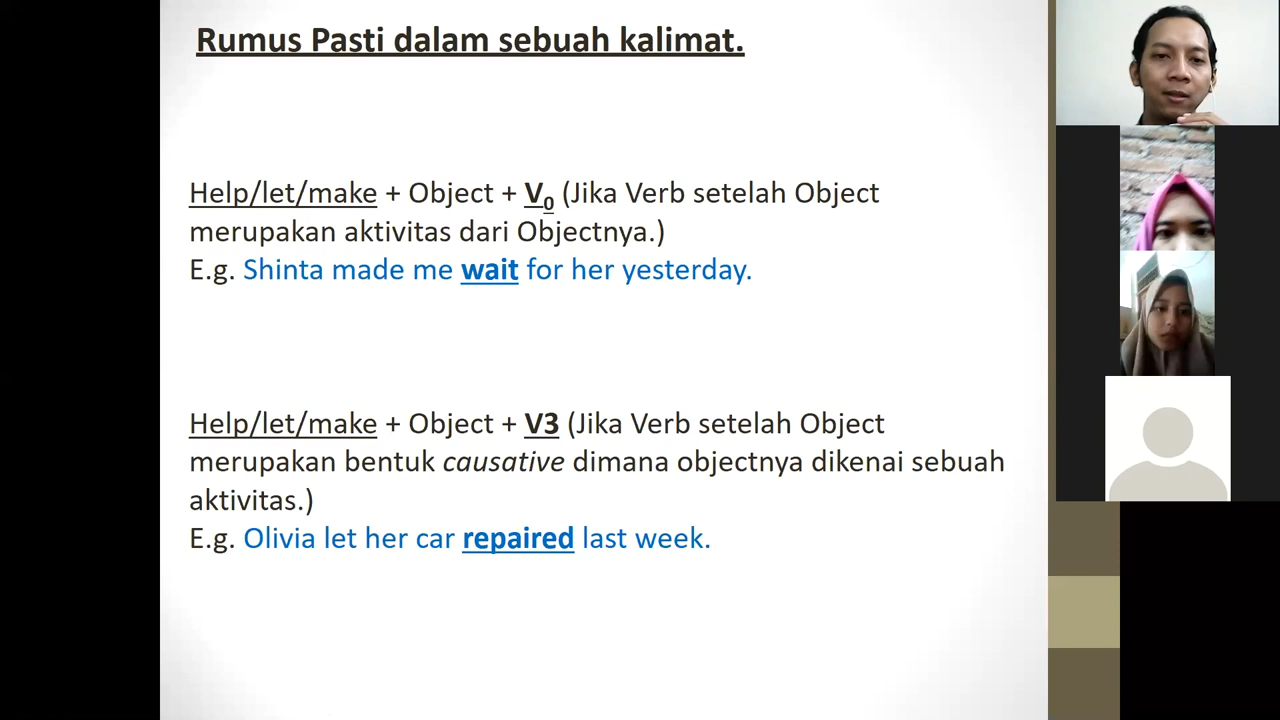 Rumus Pasti dalam sebuah kalimat.
Help/let/make + Object + V0 (Jika Verb setelah Object
merupakan aktivitas dari Objectnya.)
E.g. Shinta made me wait for her yesterday.
Help/let/make + Object + V3 (Jika Verb setelah Object
merupakan bentuk causative dimana objectnya dikenai sebuah
aktivitas.)
E.g. Olivia let her car repaired last week.